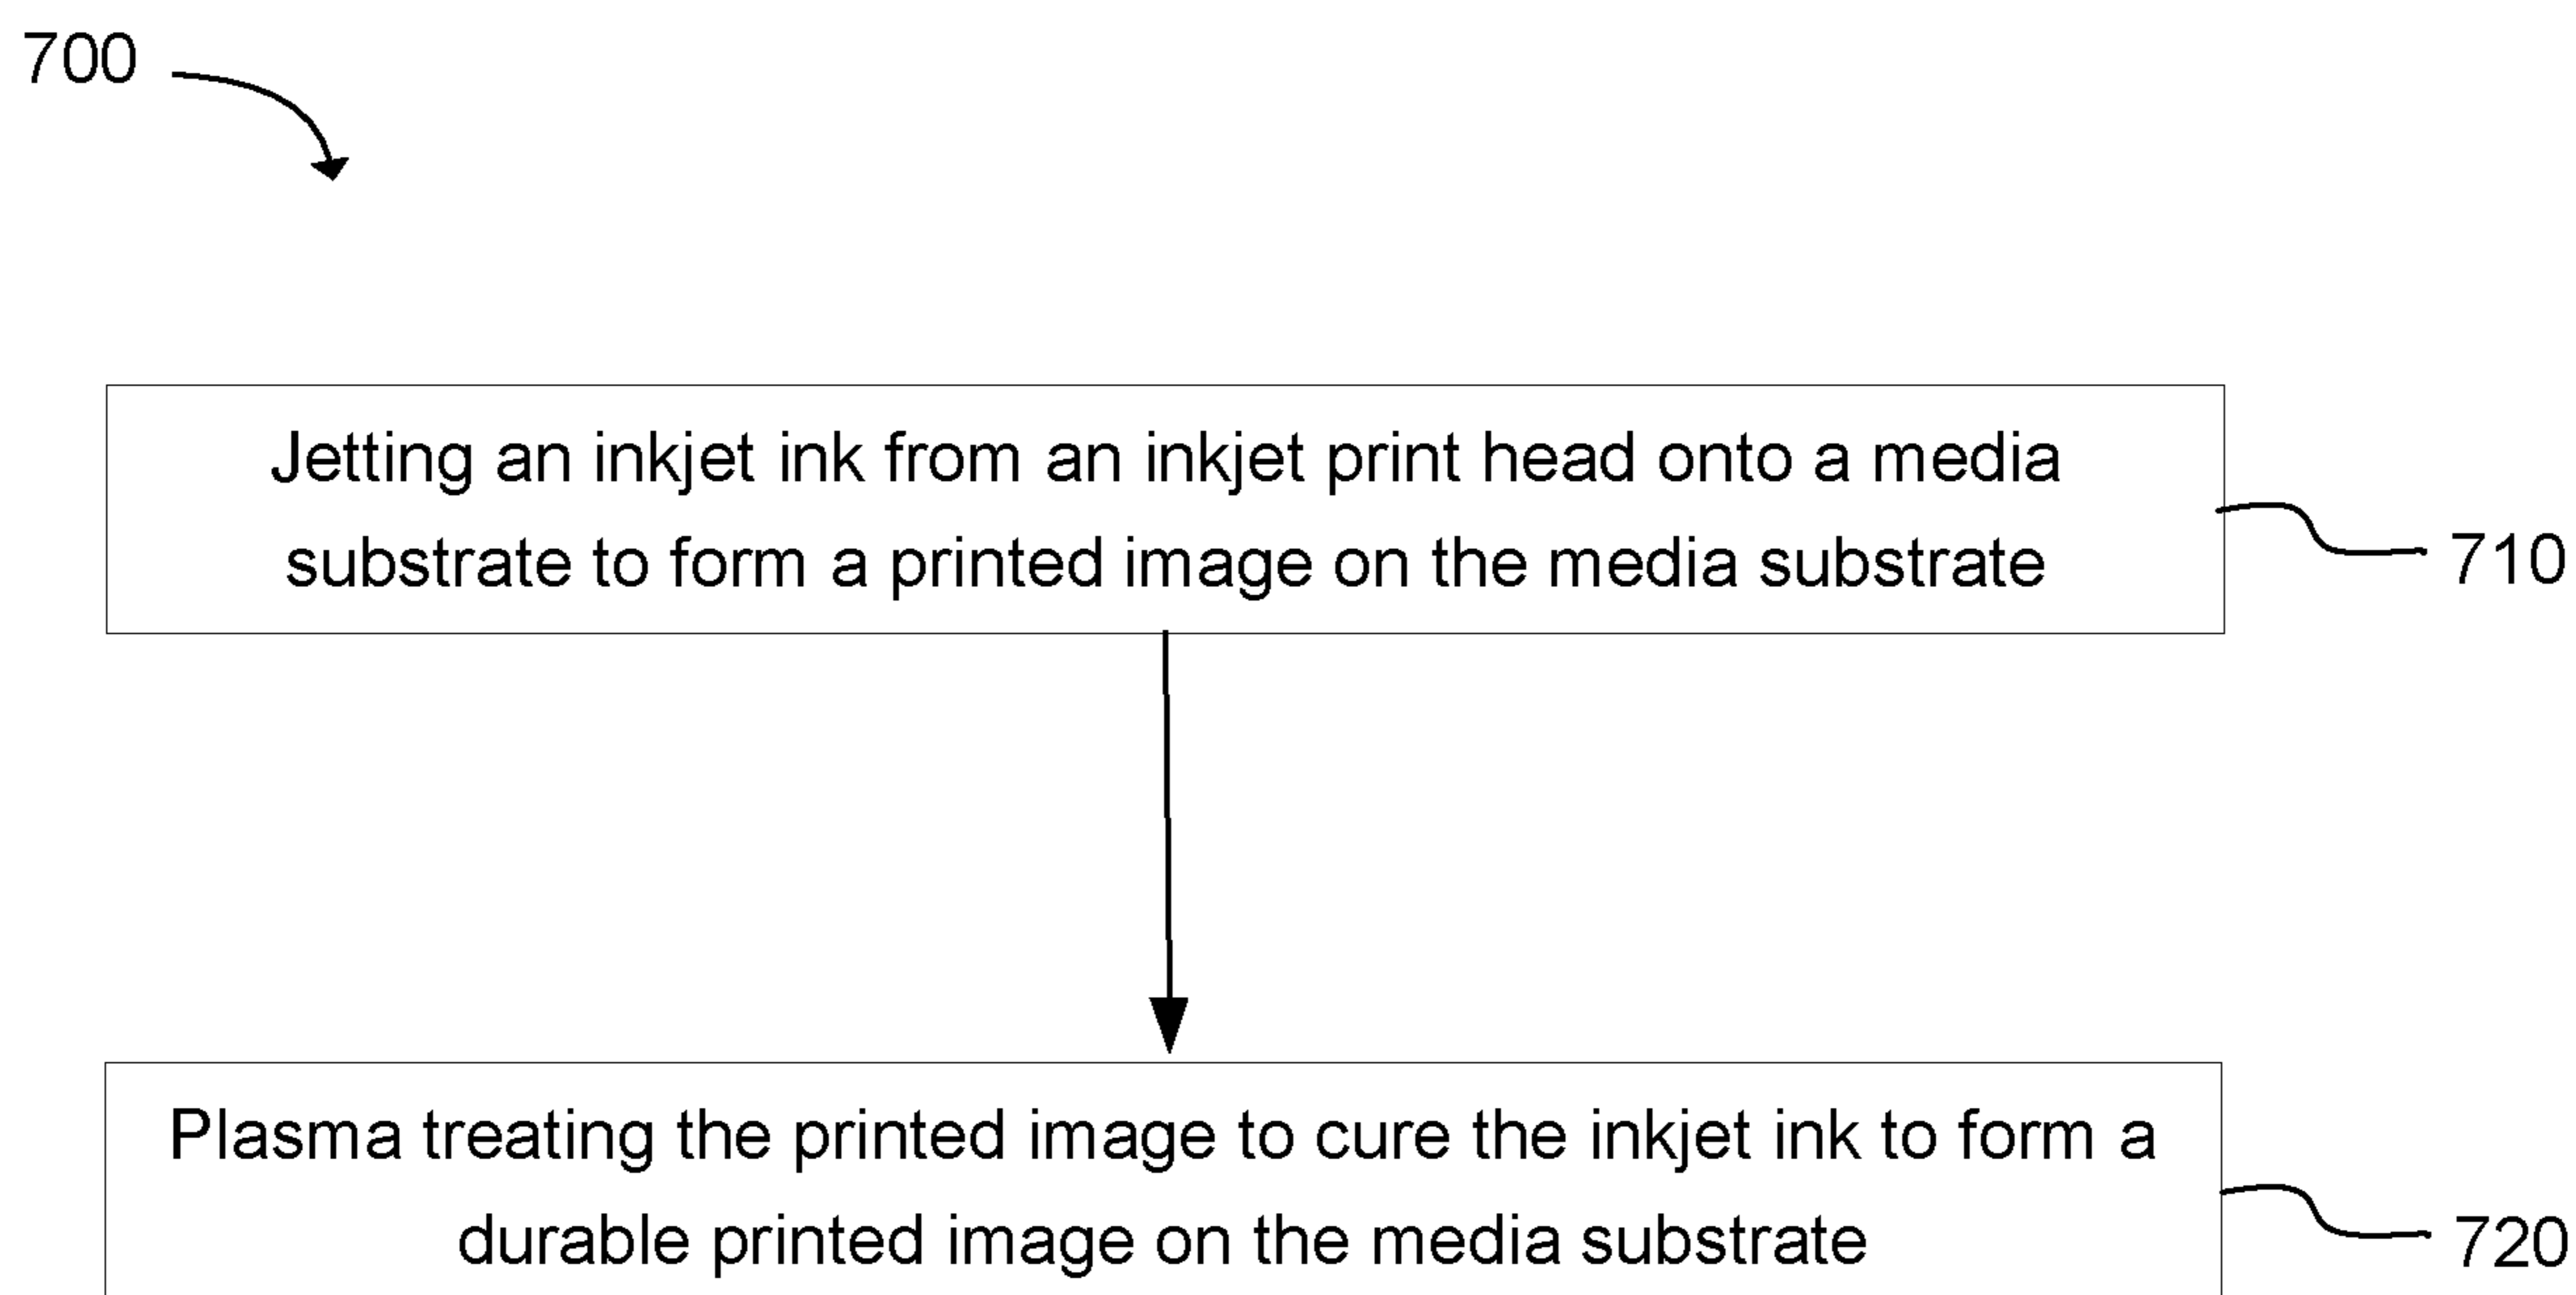 700
Jetting an inkjet ink from an inkjet print head onto a media
substrate to form a printed image on the media substrate
710
Plasma treating the printed image to cure the inkjet ink to form a
durable printed image on the media substrate
720